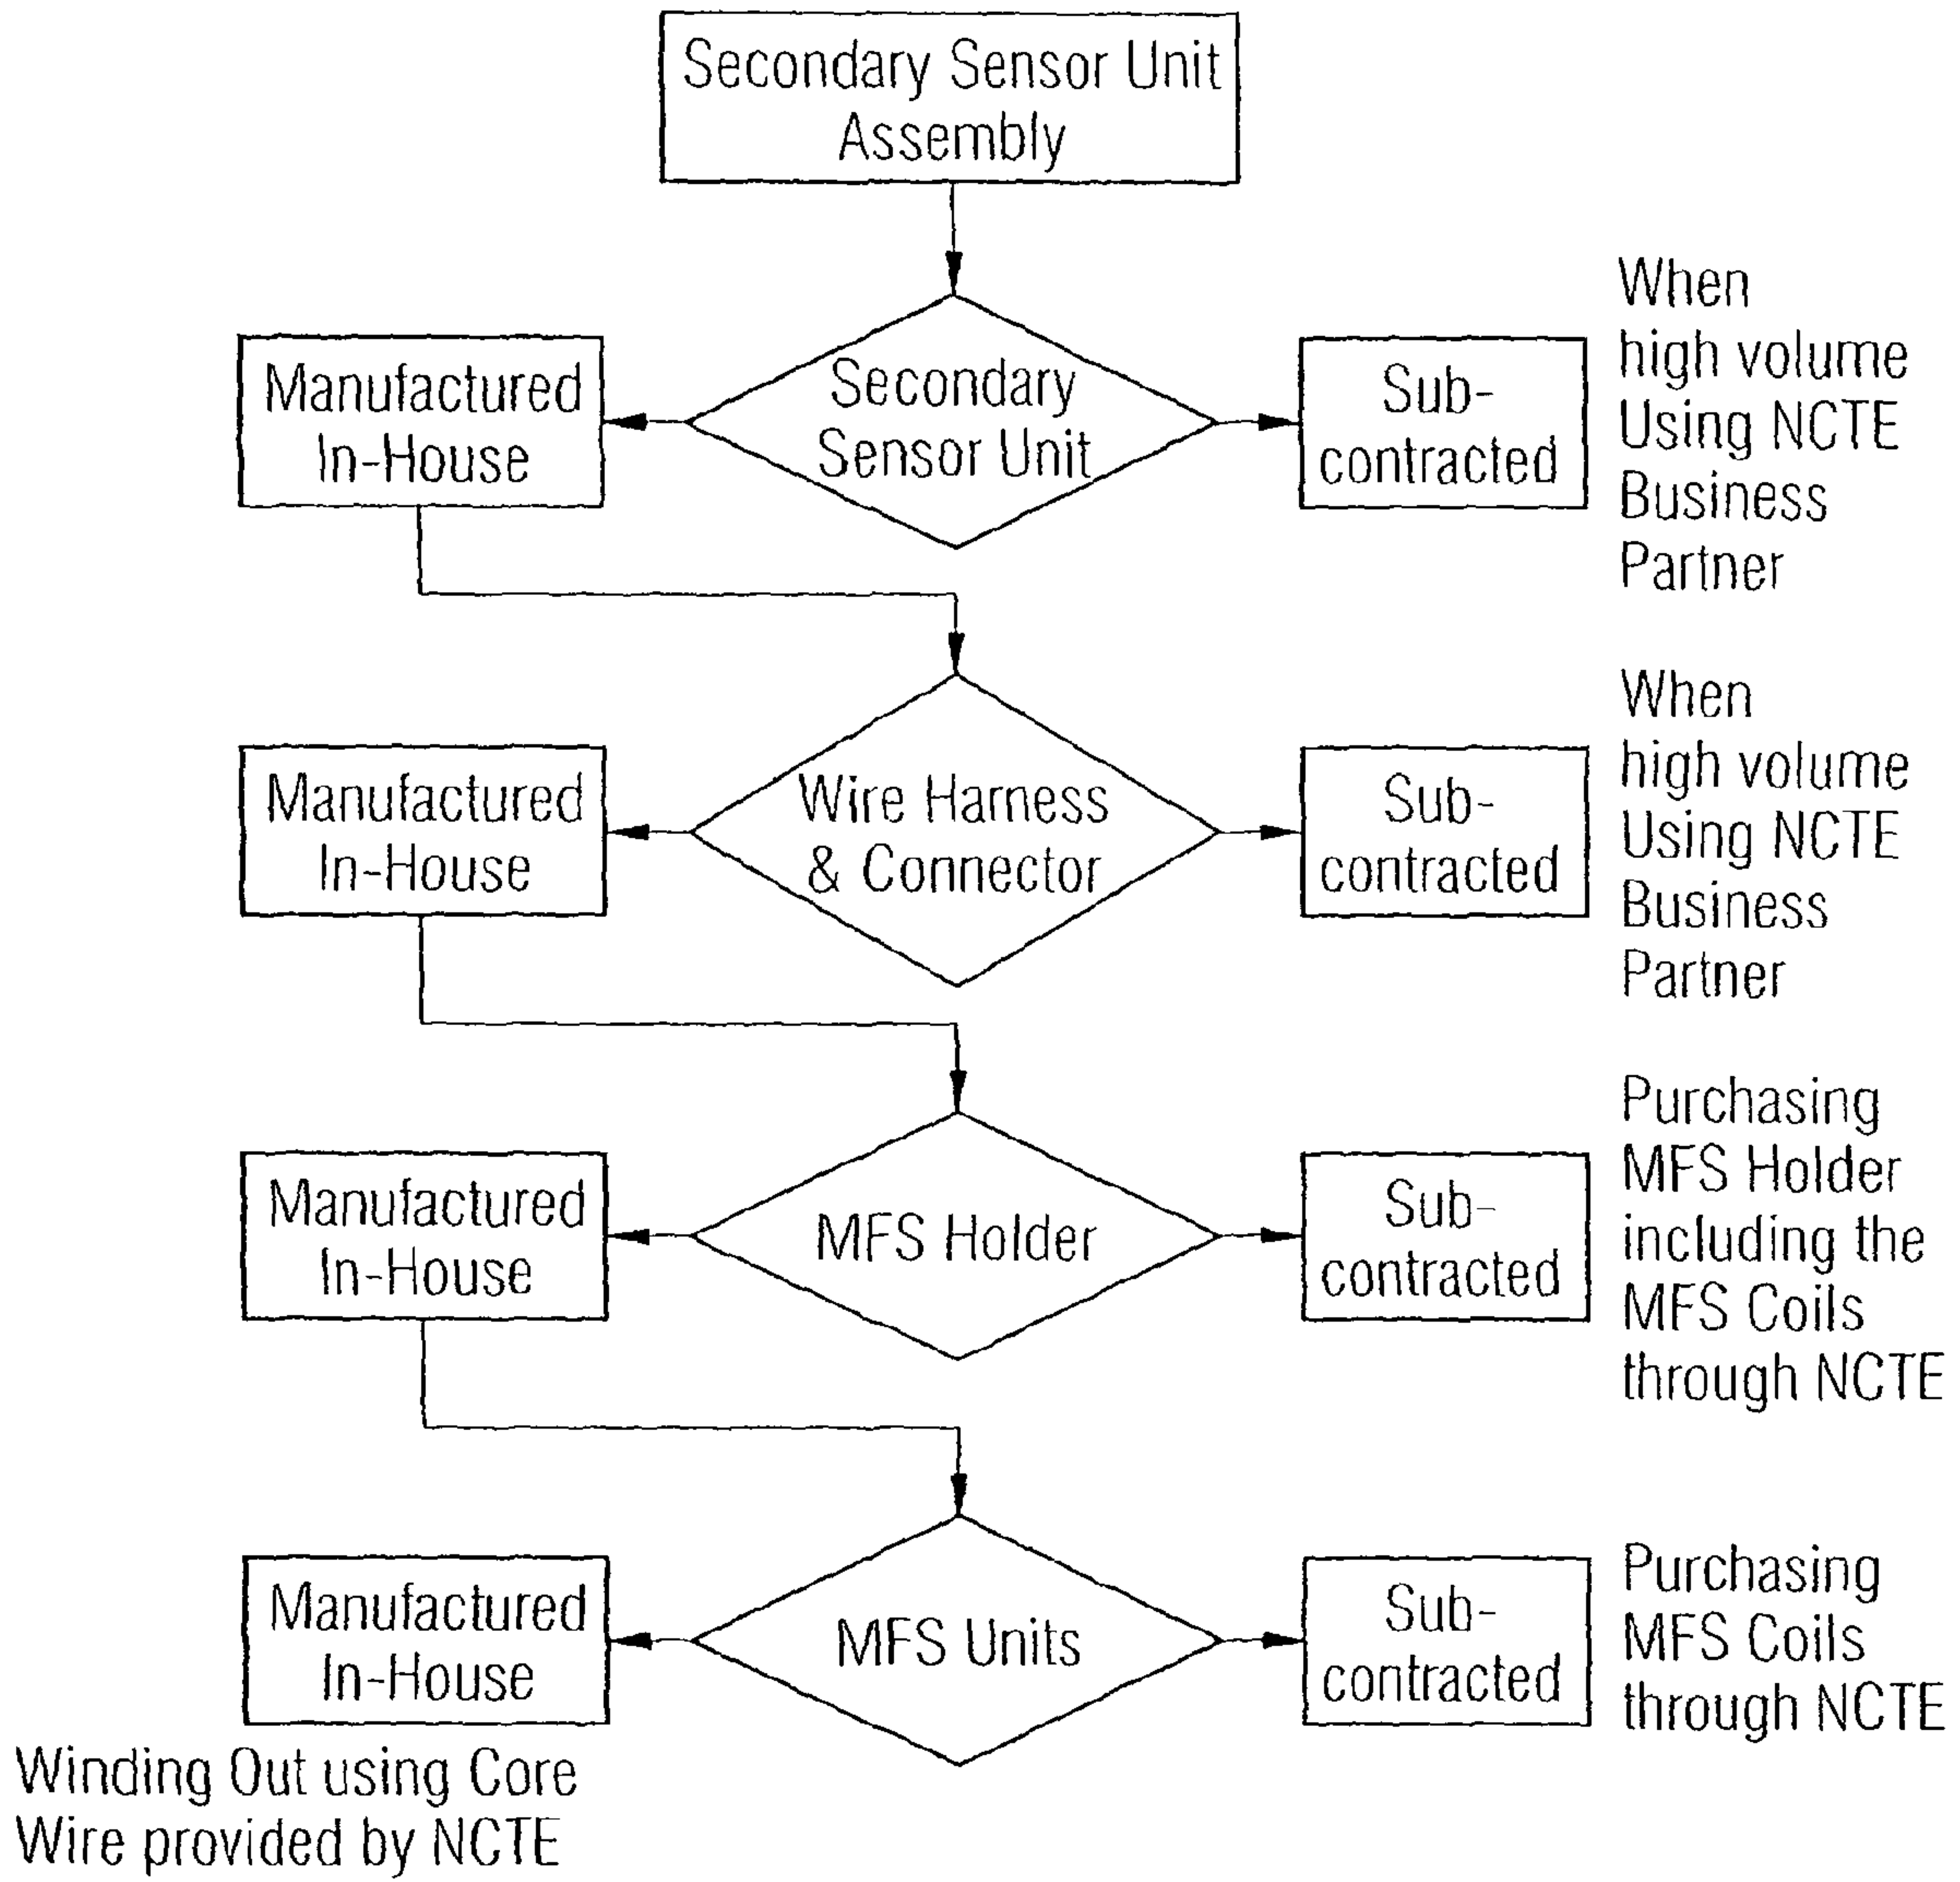 Secondary Sensor Unit
Assembly
Manufactured
In-House
Secondary
Sensor Unit
Sub-
contracted
When
high volume
Using NCTE
Business
Partner
Manufactured
In-House
Wire Harness
& Connector
Sub-
contracted
When
high volume
Using NCTE
Business
Partner
Manufactured
In-House
MFS Holder
Sub-
contracted
Purchasing
MFS Holder
including the
MFS Coils
through NCTE
Manufactured
In-House
MFS Units
Sub-
contracted
Purchasing
MFS Coils
through NCTE
Winding Out using Core
Wire provided by NCTE